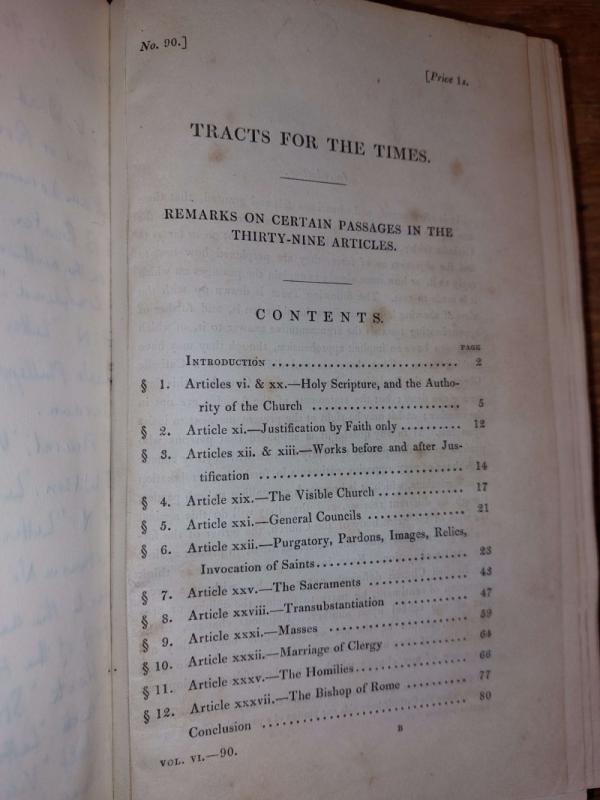 No. 90.]
[Price 1s.
TRACTS FOR THE TIMES.
REMARKS ON CERTAIN PASSAGES IN THE
THIRTY-NINE ARTICLES.
CONTENTS.
PAGE
INTRODUCTION .............................. 2
§ 1. Articles vi. & xx.—Holy Scripture, and the Autho-
rity of the Church ........................ 5
§ 2. Article xi.—Justification by Faith only .......... 12
§ 3. Articles xii. & xiii.—Works before and after Jus-
tification ................................ 14
§ 4. Article xix.—The Visible Church .............. 17
§ 5. Article xxi.—General Councils ................ 21
§ 6. Article xxii.—Purgatory, Pardons, Images, Relics,
Invocation of Saints........................ 23
§ 7. Article xxv.—The Sacraments ................ 43
§ 8. Article xxviii.—Transubstantiation ............ 47
§ 9. Article xxxi.—Masses ........................ 59
§ 10. Article xxxii.—Marriage of Clergy ............ 64
§ 11. Article xxxv.—The Homilies.................. 66
§ 12. Article xxxvii.—The Bishop of Rome .......... 77
Conclusion ................................ 80
B
VOL. VI.—90.